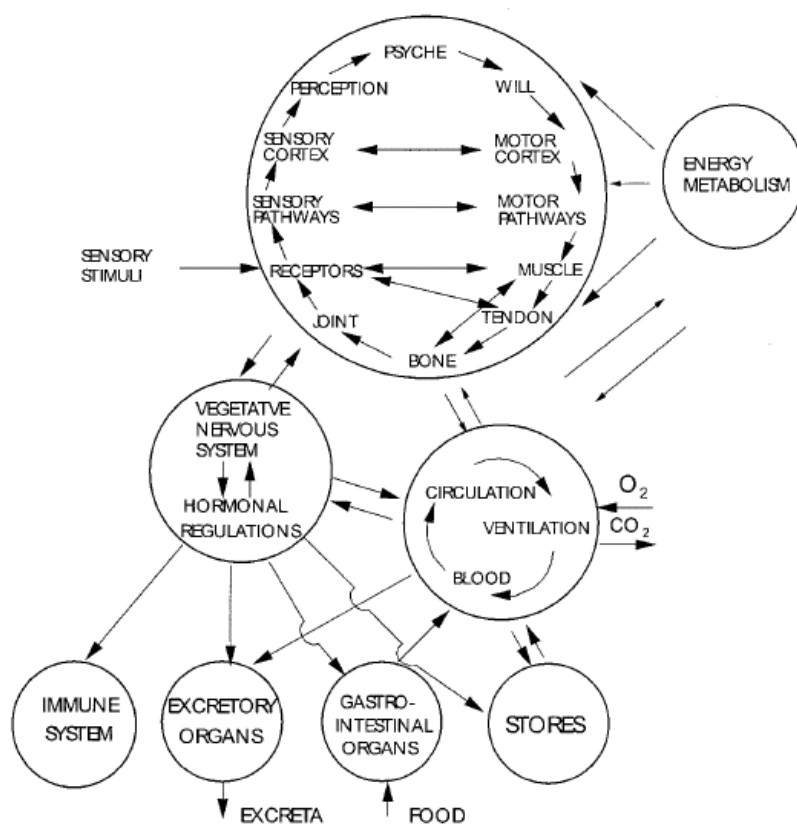 PSYCHE
PERCEPTION
WILL
SENSORY
CORTEX
MOTOR
CORTEX
ENERGY
METABOLISM
SENSORY
PATHWAYS
MOTOR
PATHWAYS
SENSORY
STIMULI
RECEPTORS
MUSCLE
JOINT
TENDON
BONE
VEGETATVE
NERVOUS
SYSTEM
HORMONAL
REGULATIONS
CIRCULATION
VENTILATION
BLOOD
O2
CO2
IMMUNE
SYSTEM
EXCRETORY
ORGANS
GASTRO-
INTESTINAL
ORGANS
STORES
EXCRETA
FOOD